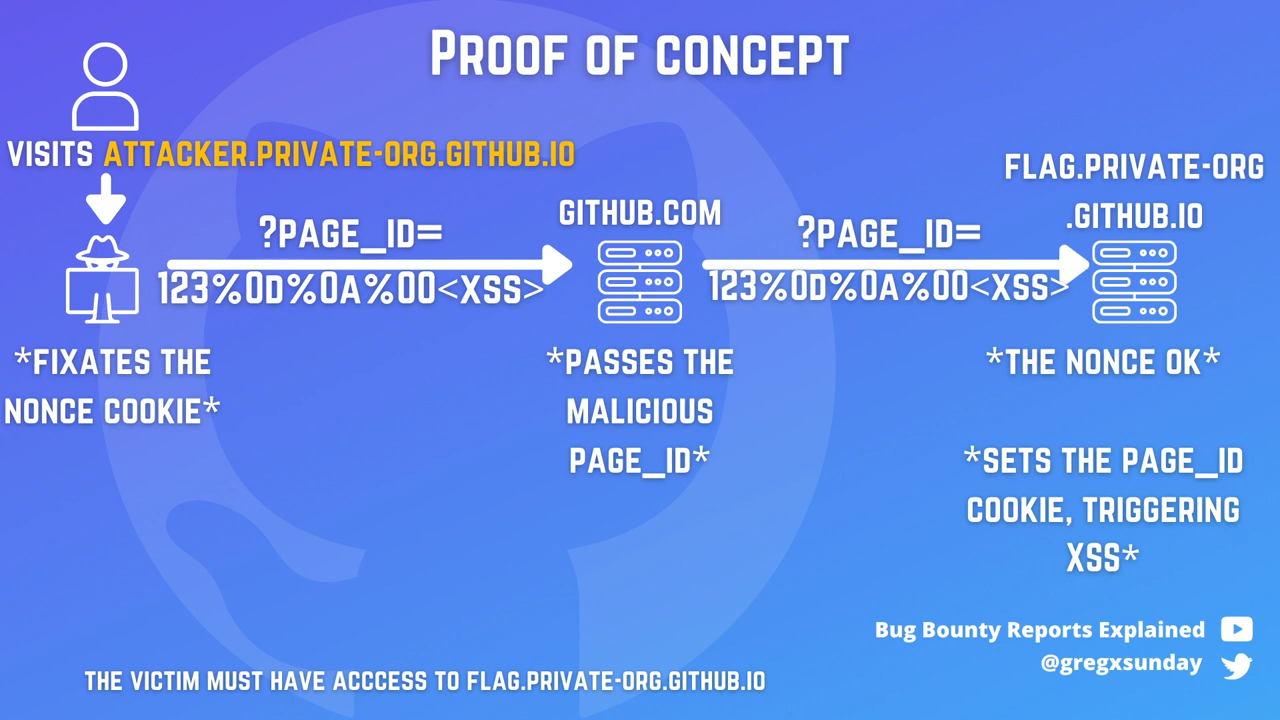 PROOF OF CONCEPT
VISITS ATTACKER.PRIVATE-ORG.GITHUB.IO
?PAGE_ID=
123%0D%0A%00<XSS>
*FIXATES THE
NONCE COOKIE*
GITHUB.COM
*PASSES THE
MALICIOUS
PAGE_ID*
?PAGE_ID=
123%0D%0A%00<XSS>
FLAG.PRIVATE-ORG
.GITHUB.IO
*THE NONCE OK*
*SETS THE PAGE_ID
COOKIE, TRIGGERING
XSS*
Bug Bounty Reports Explained
@gregxsunday
THE VICTIM MUST HAVE ACCCESS TO FLAG.PRIVATE-ORG.GITHUB.IO